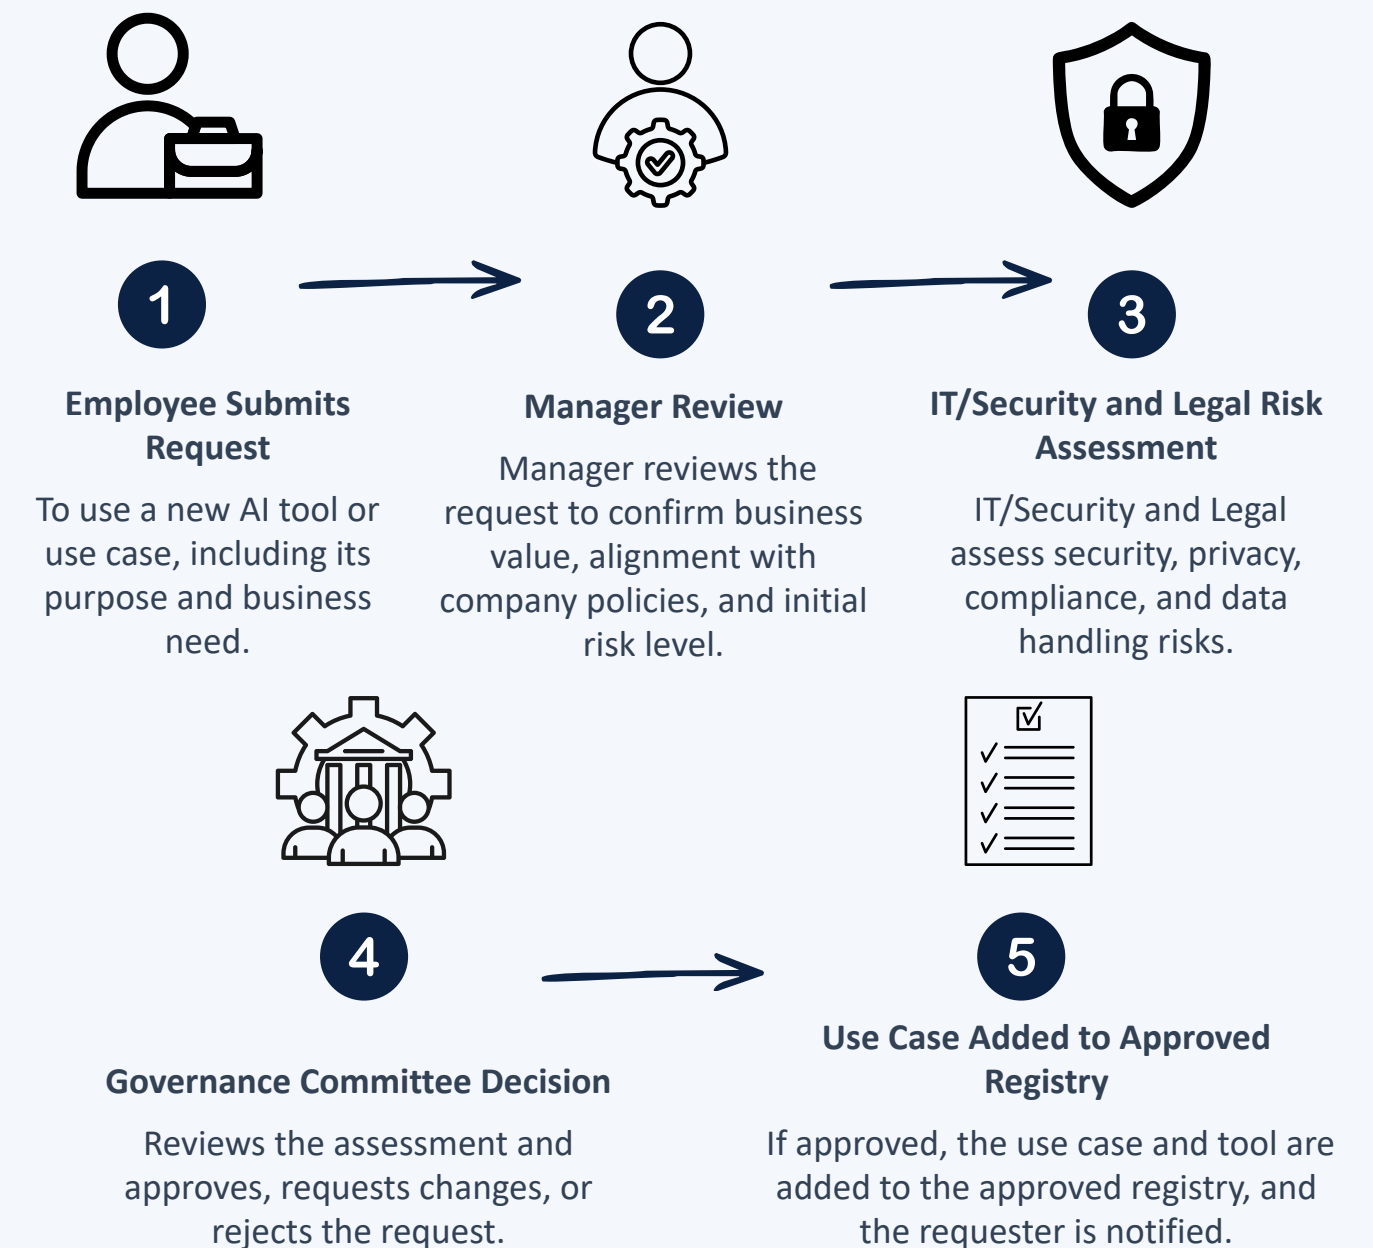 1
2
3
Employee Submits
Request
To use a new AI tool or
use case, including its
purpose and business
need.
Manager Review
Manager reviews the
request to confirm business
value, alignment with
company policies, and initial
risk level.
IT/Security and Legal Risk
Assessment
IT/Security and Legal
assess security, privacy,
compliance, and data
handling risks.
4
5
Governance Committee Decision
Reviews the assessment and
approves, requests changes, or
rejects the request.
Use Case Added to Approved
Registry
If approved, the use case and tool are
added to the approved registry, and
the requester is notified.